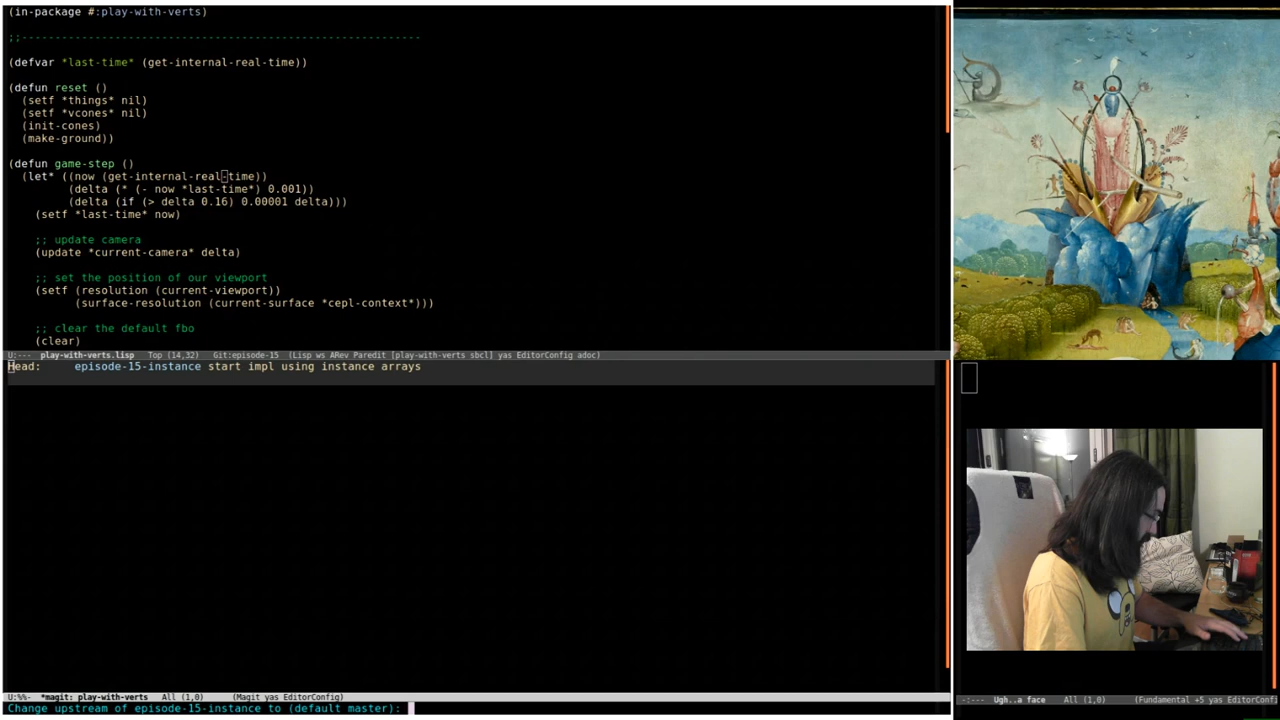 (in-package #:play-with-verts)
;;---------------------------------------------------------------
(defvar *last-time* (get-internal-real-time))
(defun reset ()
(setf *things* nil)
(setf *vcones* nil)
(init-cones)
(make-ground))
(defun game-step ()
(let* ((now (get-internal-real-time))
(delta (* (- now *last-time*) 0.001))
(delta (if (> delta 0.16) 0.00001 delta)))
(setf *last-time* now)
;; update camera
(update *current-camera* delta)
;; set the position of our viewport
(setf (resolution (current-viewport))
(surface-resolution (current-surface *cepl-context*)))
;; clear the default fbo
(clear)
U:--- play-with-verts.lisp Top (14,32) Git:episode-15 (Lisp ws ARev Paredit [play-with-verts sbcl] yas EditorConfig adoc)
Head: episode-15-instance start impl using instance arrays
U:%%- *magit: play-with-verts All (1,0) (Magit yas EditorConfig)
Change upstream of episode-15-instance to (default master):
-:--- Ugh..a face All (1,0) (Fundamental +5 yas EditorConf